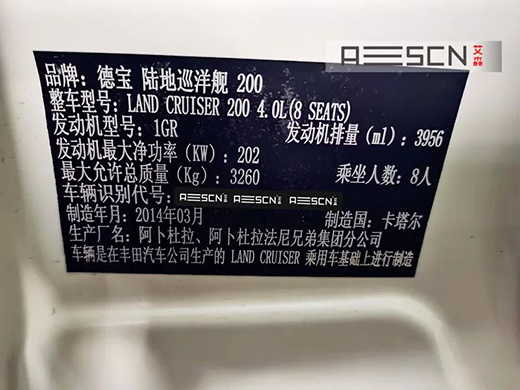 AESCN 艾森
品牌: 德宝 陆地巡洋舰 200
整车型号: LAND CRUISER 200 4.0L(8 SEATS)
发动机型号: 1GR 发动机排量(ml): 3956
发动机最大净功率(KW): 202
最大允许总质量(Kg): 3260 乘坐人数: 8人
车辆识别代号: AESCN AESCN AESCN
制造年月: 2014年03月 制造国: 卡塔尔
生产厂名: 阿卜杜拉、阿卜杜拉法尼兄弟集团分公司
车辆是在丰田汽车公司生产的 LAND CRUISER 乘用车基础上进行制造